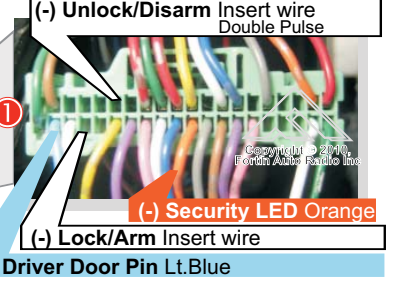 (-) Unlock/Disarm Insert wire
Double Pulse
1
Copyright © 2010,
Fortin Auto Radio Inc
(-) Security LED Orange
(-) Lock/Arm Insert wire
Driver Door Pin Lt.Blue